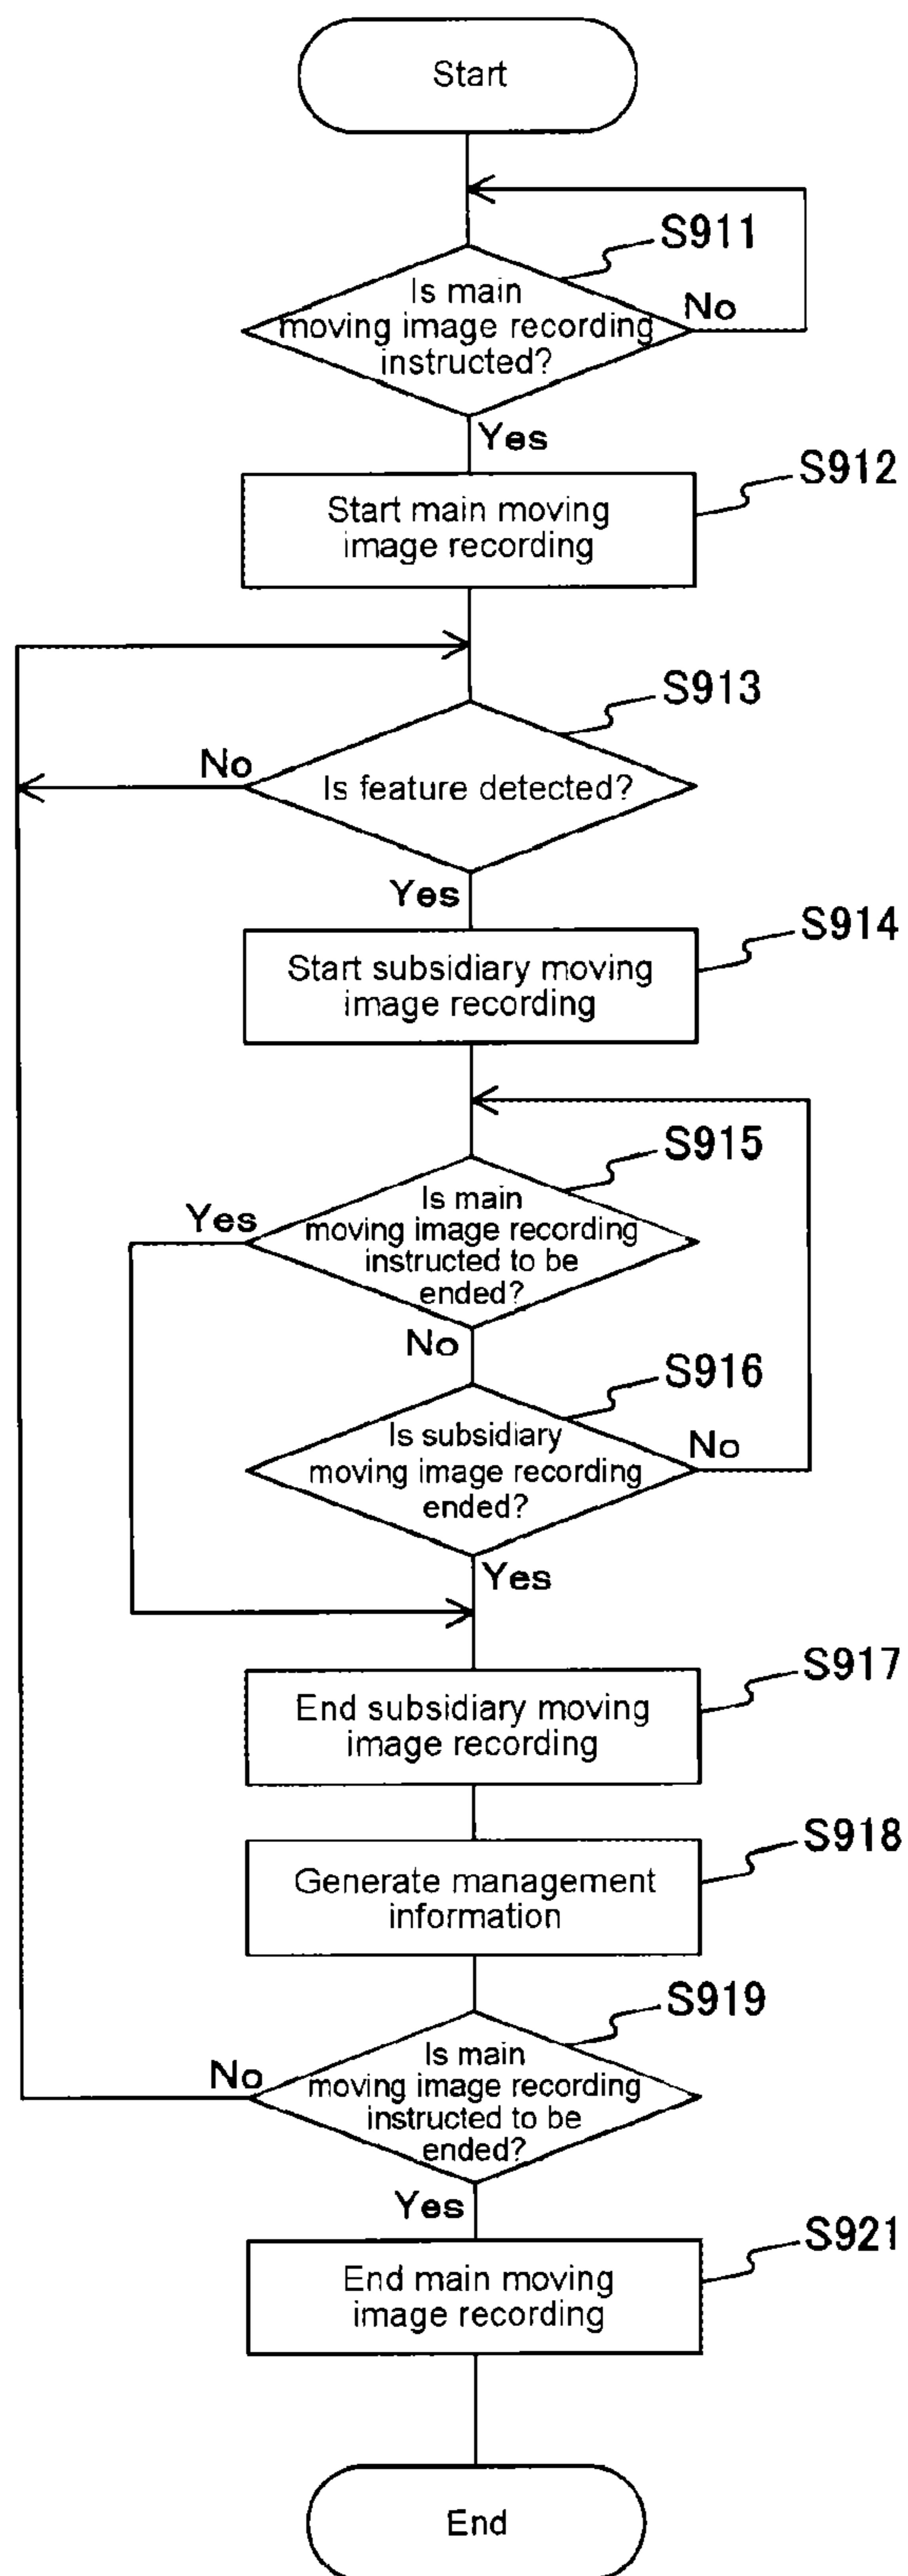 Start
S911
Is main
moving image recording
instructed?
No
Yes
S912
Start main moving
image recording
S913
No
Is feature detected?
Yes
S914
Start subsidiary moving
image recording
S915
Yes
Is main
moving image recording
instructed to be
ended?
No
S916
Is subsidiary
moving image recording
ended?
No
Yes
S917
End subsidiary moving
image recording
S918
Generate management
information
S919
No
Is main
moving image recording
instructed to be
ended?
Yes
S921
End main moving
image recording
End